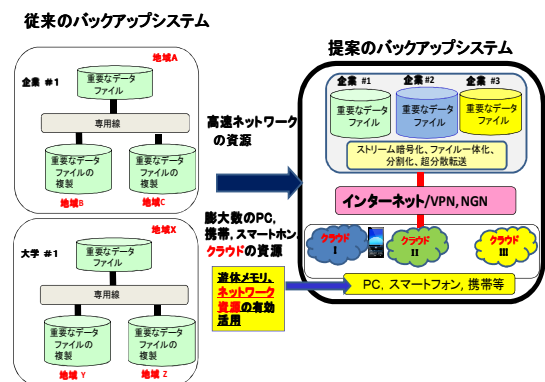 従来のバックアップシステム
地域A
企業 #1
重要なデータ
ファイル
専用線
重要なデータ
ファイルの
複製
重要なデータ
ファイルの
複製
地域B
地域C
地域X
大学 #1
重要なデータ
ファイル
専用線
重要なデータ
ファイルの
複製
重要なデータ
ファイルの
複製
地域 Y
地域 Z
高速ネットワーク
の資源
膨大数のPC,
携帯、スマートホン,
クラウドの資源
遊休メモリ、
ネットワーク
資源の有効
活用
提案のバックアップシステム
企業 #1
企業 #2
企業 #3
重要なデータ
ファイル
重要なデータ
ファイル
重要なデータ
ファイル
ストリーム暗号化、ファイル一体化、
分割化、超分散転送
インターネット/VPN, NGN
クラウド
I
クラウド
II
クラウド
III
PC, スマートフォン, 携帯等